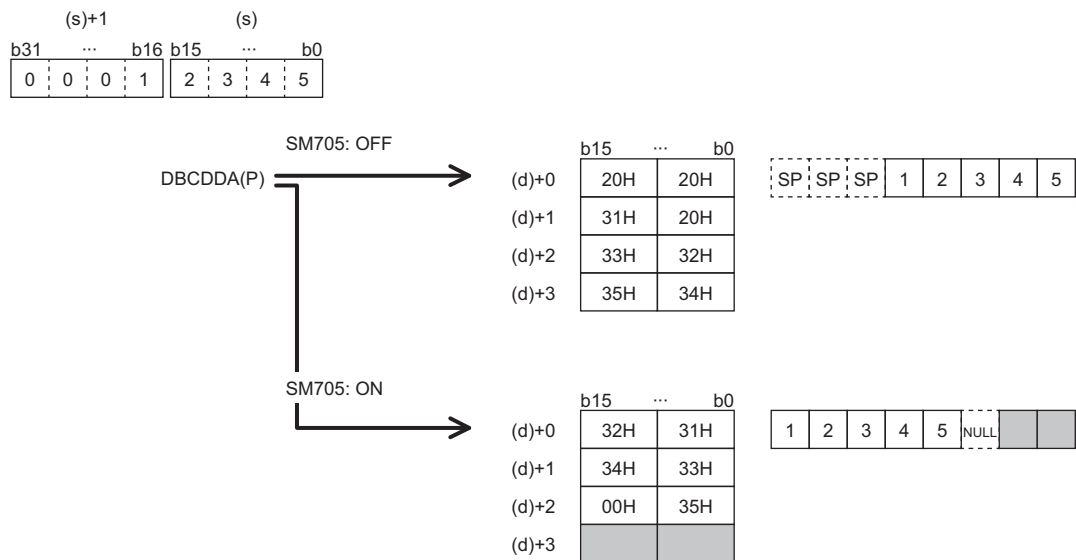 (s)+1 (s)
b31 ··· b16 b15 ··· b0
0 0 0 1 2 3 4 5
SM705: OFF
DBCDDA(P)
b15 ··· b0
(d)+0 20H 20H
(d)+1 31H 20H
(d)+2 33H 32H
(d)+3 35H 34H
SP SP SP 1 2 3 4 5
SM705: ON
b15 ··· b0
(d)+0 32H 31H
(d)+1 34H 33H
(d)+2 00H 35H
(d)+3
1 2 3 4 5 NULL